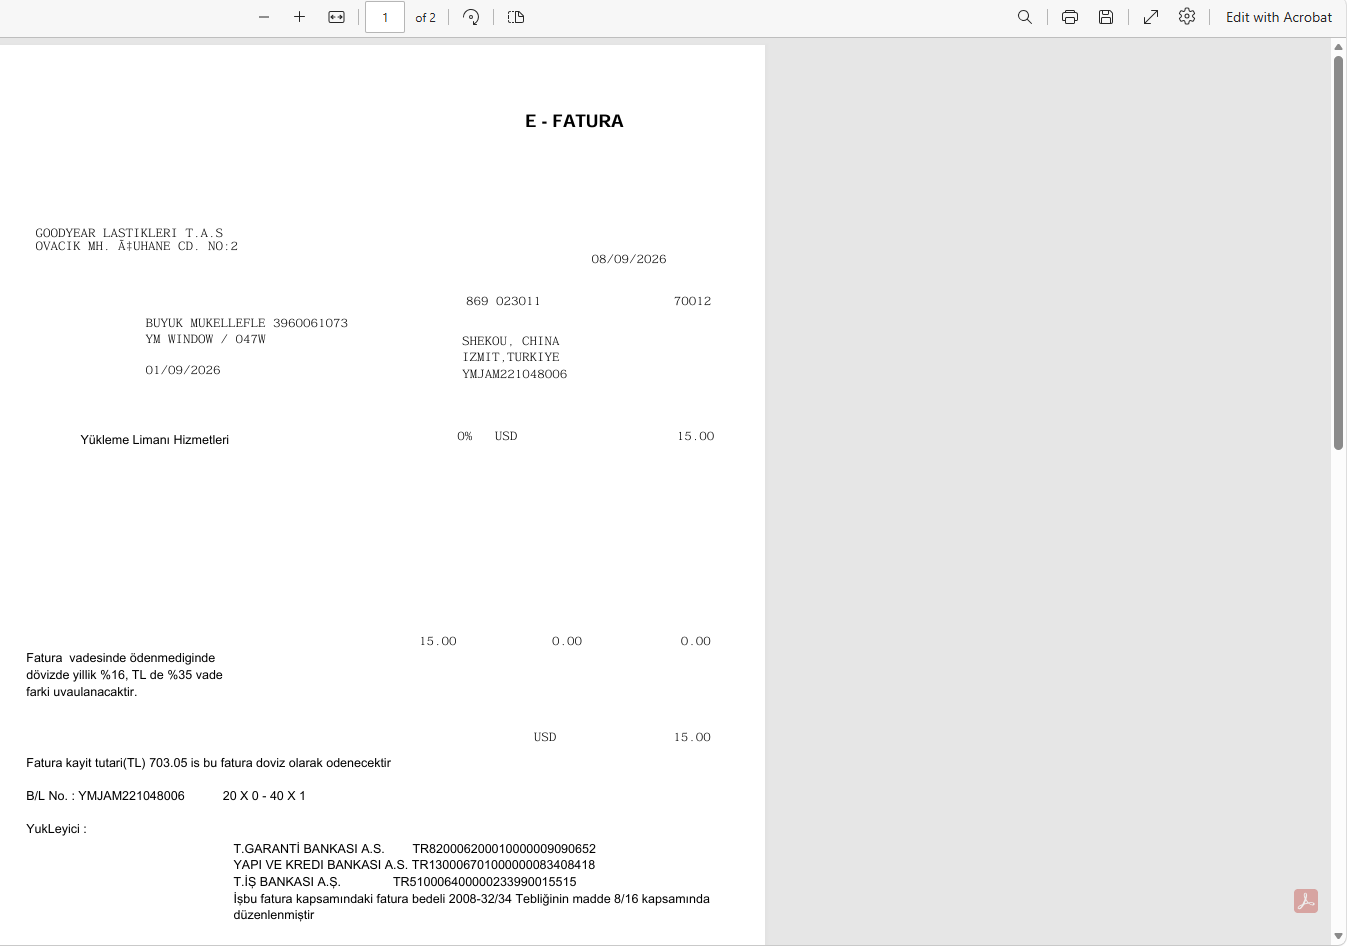 1 of 2 Edit with Acrobat
E - FATURA
GOODYEAR LASTIKLERI T.A.S
OVACIK MH. Ã‡UHANE CD. NO:2
08/09/2026
869 023011 70012
BUYUK MUKELLEFLE 3960061073
YM WINDOW / 047W
SHEKOU, CHINA
IZMIT,TURKIYE
01/09/2026
YMJAM221048006
Yükleme Limanı Hizmetleri 0% USD 15.00
15.00 0.00 0.00
Fatura vadesinde ödenmediginde
dövizde yillik %16, TL de %35 vade
farki uvaulanacaktir.
USD 15.00
Fatura kayit tutari(TL) 703.05 is bu fatura doviz olarak odenecektir
B/L No. : YMJAM221048006 20 X 0 - 40 X 1
YukLeyici :
T.GARANTİ BANKASI A.S. TR820006200010000009090652
YAPI VE KREDI BANKASI A.S. TR130006701000000083408418
T.İŞ BANKASI A.Ş. TR510006400000233990015515
İşbu fatura kapsamındaki fatura bedeli 2008-32/34 Tebliğinin madde 8/16 kapsamında
düzenlenmiştir